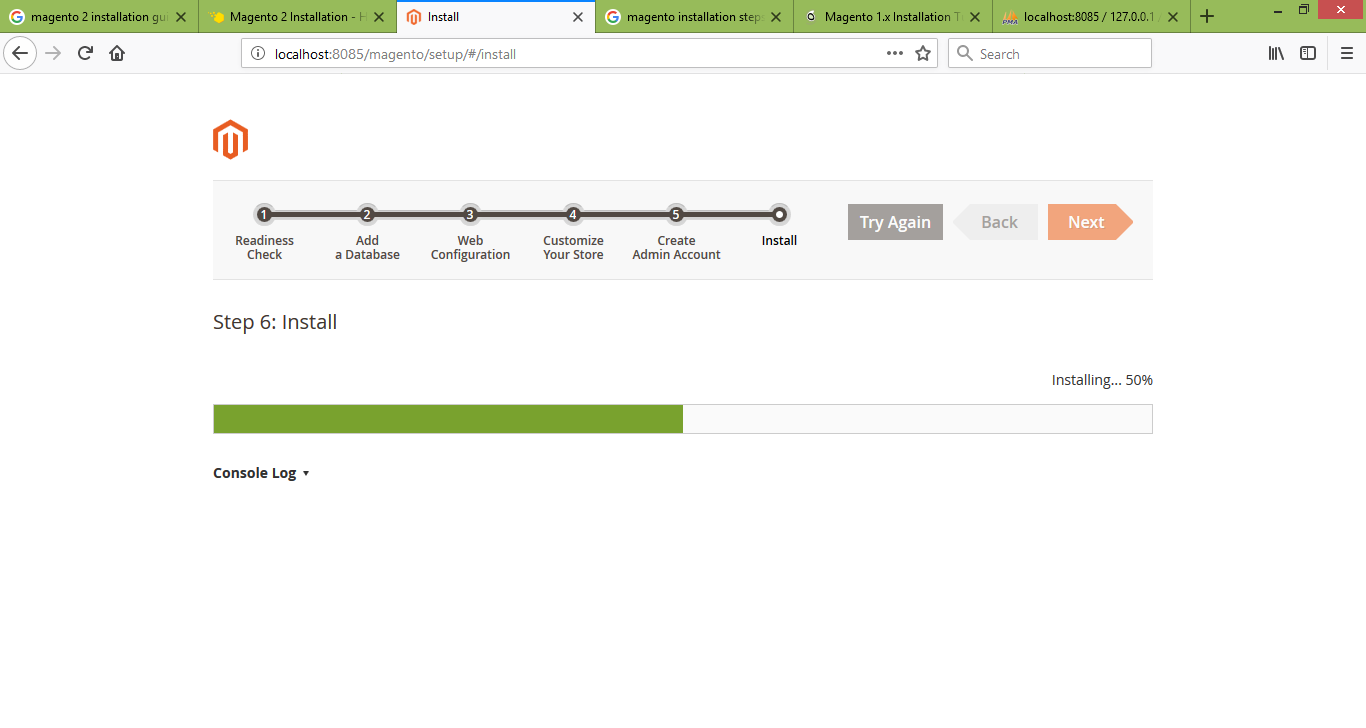 magento 2 installation gu
Magento 2 Installation - H
Install
magento installation step
Magento 1.x Installation T
localhost:8085 / 127.0.0.1
localhost:8085/magento/setup/#/install
Search
1 2 3 4 5
Readiness Check
Add a Database
Web Configuration
Customize Your Store
Create Admin Account
Install
Try Again
Back
Next
Step 6: Install
Installing... 50%
Console Log